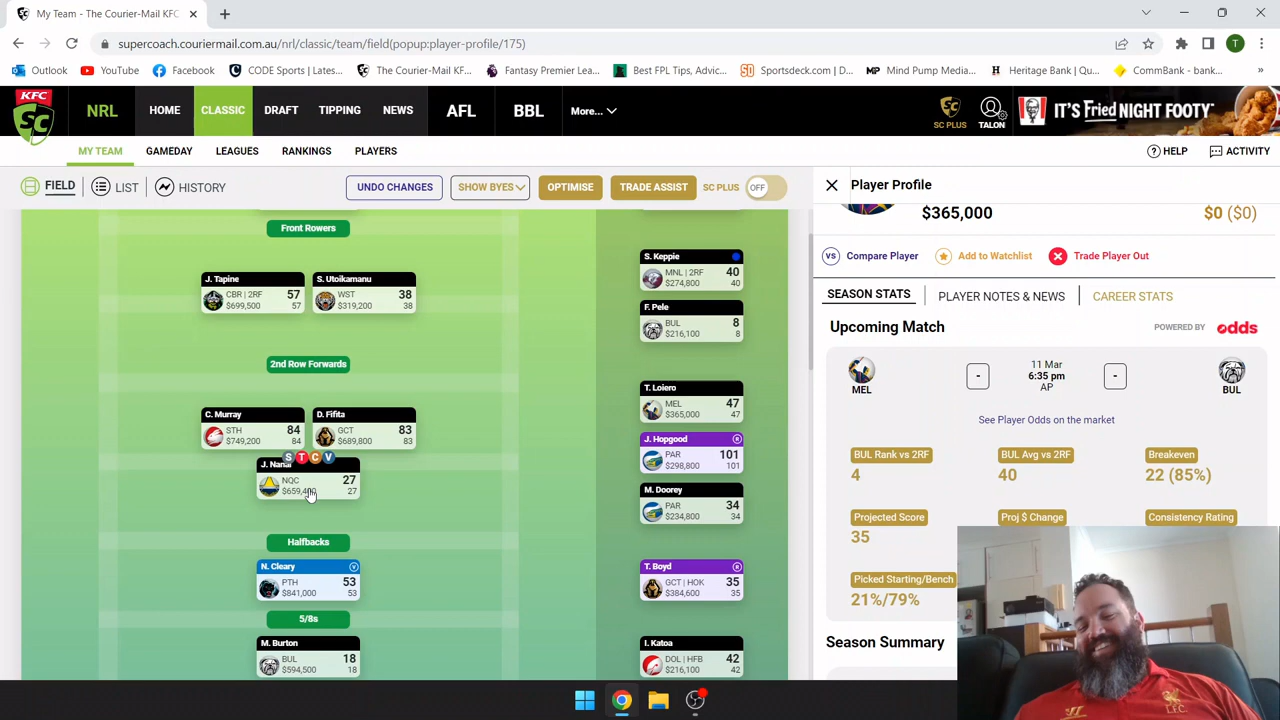 My Team - The Courier-Mail KFC
supercoach.couriermail.com.au/nrl/classic/team/field(popup:player-profile/175)
T
Outlook YouTube Facebook CODE Sports | Lates... The Courier-Mail KF... Fantasy Premier Lea... Best FPL Tips, Advic... Sportsdeck.com | D... MP Mind Pump Media... Heritage Bank | Qu... CommBank - bank...
KFC SC NRL HOME CLASSIC DRAFT TIPPING NEWS AFL BBL More...
SC PLUS TALON KFC IT'S Fried NIGHT FOOTY
MY TEAM GAMEDAY LEAGUES RANKINGS PLAYERS HELP ACTIVITY
FIELD LIST HISTORY UNDO CHANGES SHOW BYES OPTIMISE TRADE ASSIST SC PLUS OFF
Front Rowers
J. Tapine
CBR | 2RF 57
$699,500 57
S. Utoikamanu
WST 38
$319,200 38
2nd Row Forwards
C. Murray
STH 84
$749,200 84
D. Fifita
GCT 83
$689,800 83
S T C V
J. Nanai
NQC 27
$659,400 27
Halfbacks
N. Cleary V
PTH 53
$841,000 53
5/8s
M. Burton
BUL 18
$594,500 18
S. Keppie
MNL | 2RF 40
$274,800 40
F. Pele
BUL 8
$216,100 8
T. Loiero
MEL 47
$365,000 47
J. Hopgood R
PAR 101
$298,800 101
M. Doorey
PAR 34
$234,800 34
T. Boyd R
GCT | HOK 35
$384,600 35
I. Katoa
DOL | HFB 42
$216,100 42
Player Profile
$365,000 $0 ($0)
VS Compare Player Add to Watchlist Trade Player Out
SEASON STATS PLAYER NOTES & NEWS CAREER STATS
Upcoming Match POWERED BY odds
MEL - 11 Mar - BUL
6:35 pm
AP
See Player Odds on the market
BUL Rank vs 2RF BUL Avg vs 2RF Breakeven
4 40 22 (85%)
Projected Score Proj $ Change Consistency Rating
35
Picked Starting/Bench
21%/79%
Season Summary
L.F.C.